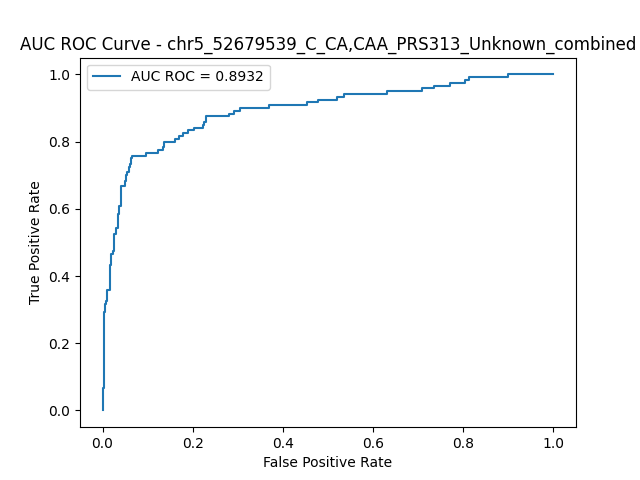 AUC ROC Curve - chr5_52679539_C_CA,CAA_PRS313_Unknown_combined
AUC ROC = 0.8932
1.0
0.8
0.6
0.4
0.2
0.0
True Positive Rate
0.0 0.2 0.4 0.6 0.8 1.0
False Positive Rate